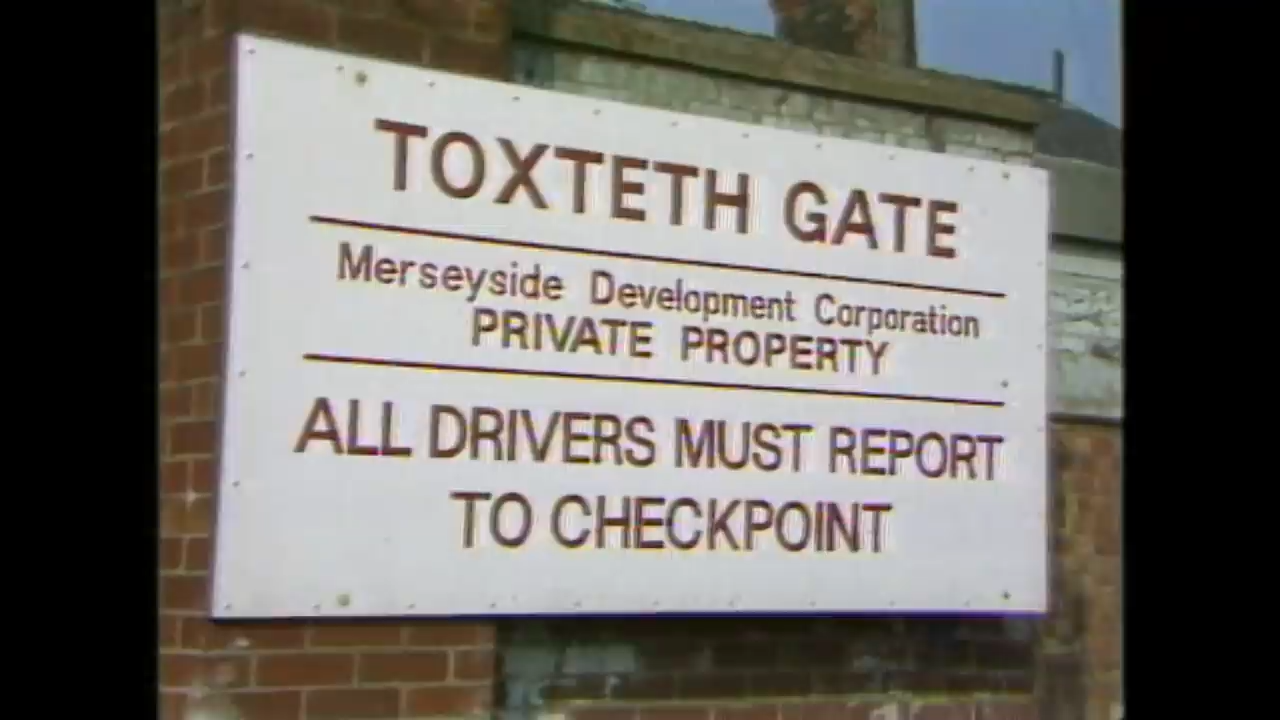 TOXTETH GATE
Merseyside Development Corporation
PRIVATE PROPERTY
ALL DRIVERS MUST REPORT
TO CHECKPOINT